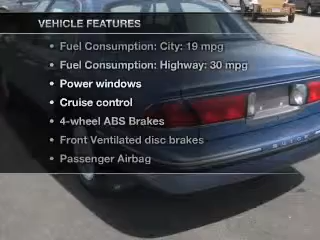 VEHICLE FEATURES
• Fuel Consumption: City: 19 mpg
• Fuel Consumption: Highway: 30 mpg
• Power windows
• Cruise control
• 4-wheel ABS Brakes
• Front Ventilated disc brakes
• Passenger Airbag
BUICK